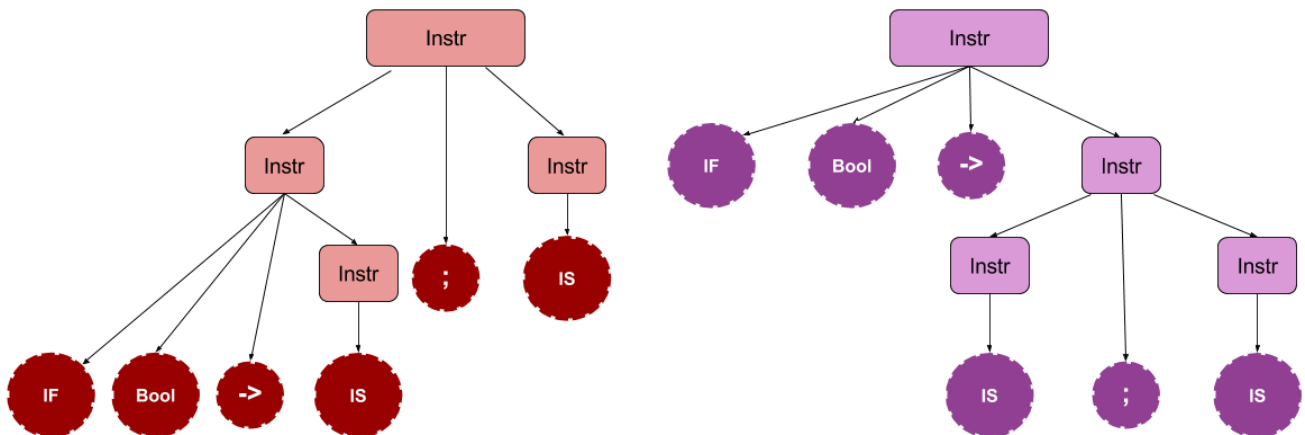 Instr
Instr
Instr
Instr
IF
Bool
->
IS
;
IS
Instr
IF
Bool
->
Instr
Instr
Instr
IS
;
IS